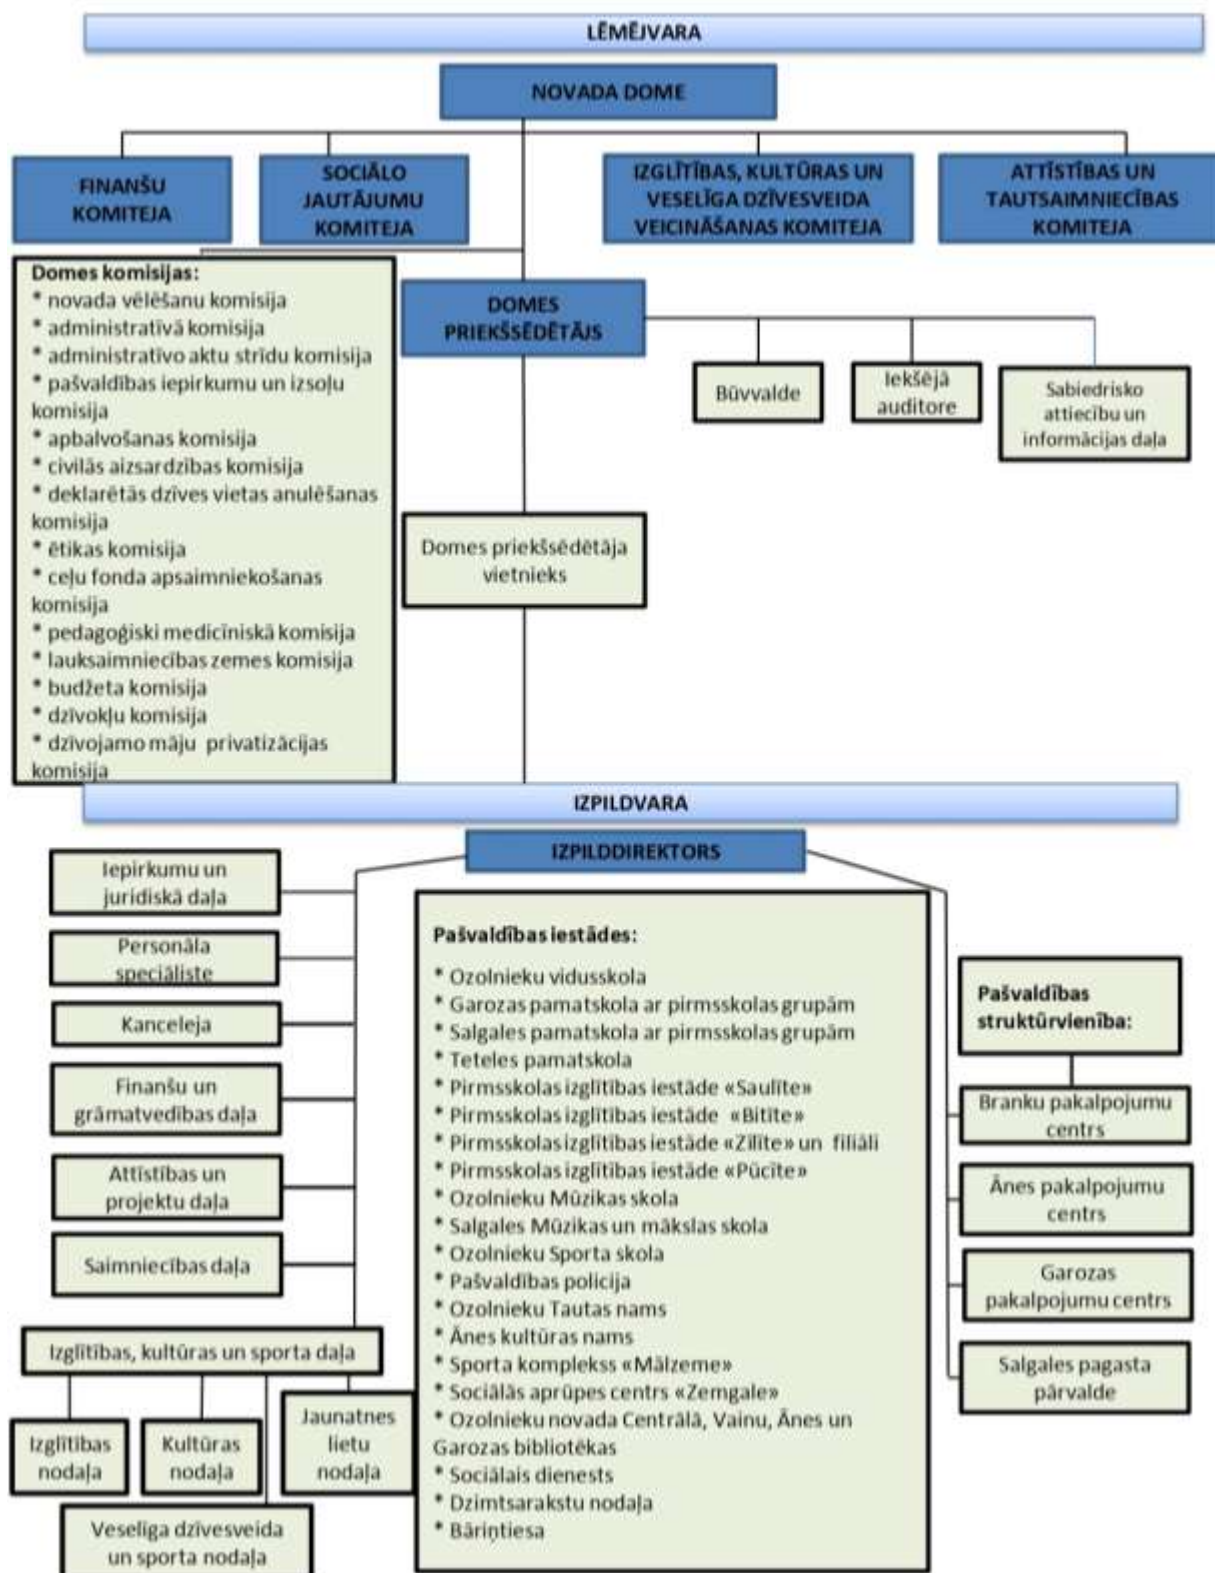 LĒMĒJVARA
NOVADA DOME
FINANŠU
KOMITEJA
SOCIĀLO
JAUTĀJUMU
KOMITEJA
IZGLĪTĪBAS, KULTŪRAS UN
VESELĪGA DZĪVESVEIDA
VEICINĀŠANAS KOMITEJA
ATTĪSTĪBAS UN
TAUTSAIMNIECĪBAS
KOMITEJA
Domes komisijas:
* novada vēlēšanu komisija
* administratīvā komisija
* administratīvo aktu strīdu komisija
* pašvaldības iepirkumu un izsoļu
komisija
* apbalvošanas komisija
* civilās aizsardzības komisija
* deklarētās dzīves vietas anulēšanas
komisija
* ētikas komisija
* ceļu fonda apsaimniekošanas
komisija
* pedagoģiski medicīniskā komisija
* lauksaimniecības zemes komisija
* budžeta komisija
* dzīvokļu komisija
* dzīvojamo māju privatizācijas
komisija
DOMES
PRIEKŠSĒDĒTĀJS
Būvvalde
Iekšējā
auditore
Sabiedrisko
attiecību un
informācijas daļa
Domes priekšsēdētāja
vietnieks
IZPILDVARA
IZPILDDIREKTORS
Iepirkumu un
juridiskā daļa
Personāla
speciāliste
Kanceleja
Finanšu un
grāmatvedības daļa
Attīstības un
projektu daļa
Saimniecības daļa
Izglītības, kultūras un sporta daļa
Izglītības
nodaļa
Kultūras
nodaļa
Jaunatnes
lietu
nodaļa
Veselīga dzīvesveida
un sporta nodaļa
Pašvaldības iestādes:
* Ozolnieku vidusskola
* Garozas pamatskola ar pirmsskolas grupām
* Salgales pamatskola ar pirmsskolas grupām
* Teteles pamatskola
* Pirmsskolas izglītības iestāde «Saulīte»
* Pirmsskolas izglītības iestāde «Bitīte»
* Pirmsskolas izglītības iestāde «Zīlīte» un filiāli
* Pirmsskolas izglītības iestāde «Pūcīte»
* Ozolnieku Mūzikas skola
* Salgales Mūzikas un mākslas skola
* Ozolnieku Sporta skola
* Pašvaldības policija
* Ozolnieku Tautas nams
* Ānes kultūras nams
* Sporta komplekss «Mālzeme»
* Sociālās aprūpes centrs «Zemgale»
* Ozolnieku novada Centrālā, Vainu, Ānes un
Garozas bibliotēkas
* Sociālais dienests
* Dzimtsarakstu nodaļa
* Bāriņtiesa
Pašvaldības
struktūrvienība:
Branku pakalpojumu
centrs
Ānes pakalpojumu
centrs
Garozas
pakalpojumu centrs
Salgales pagasta
pārvalde